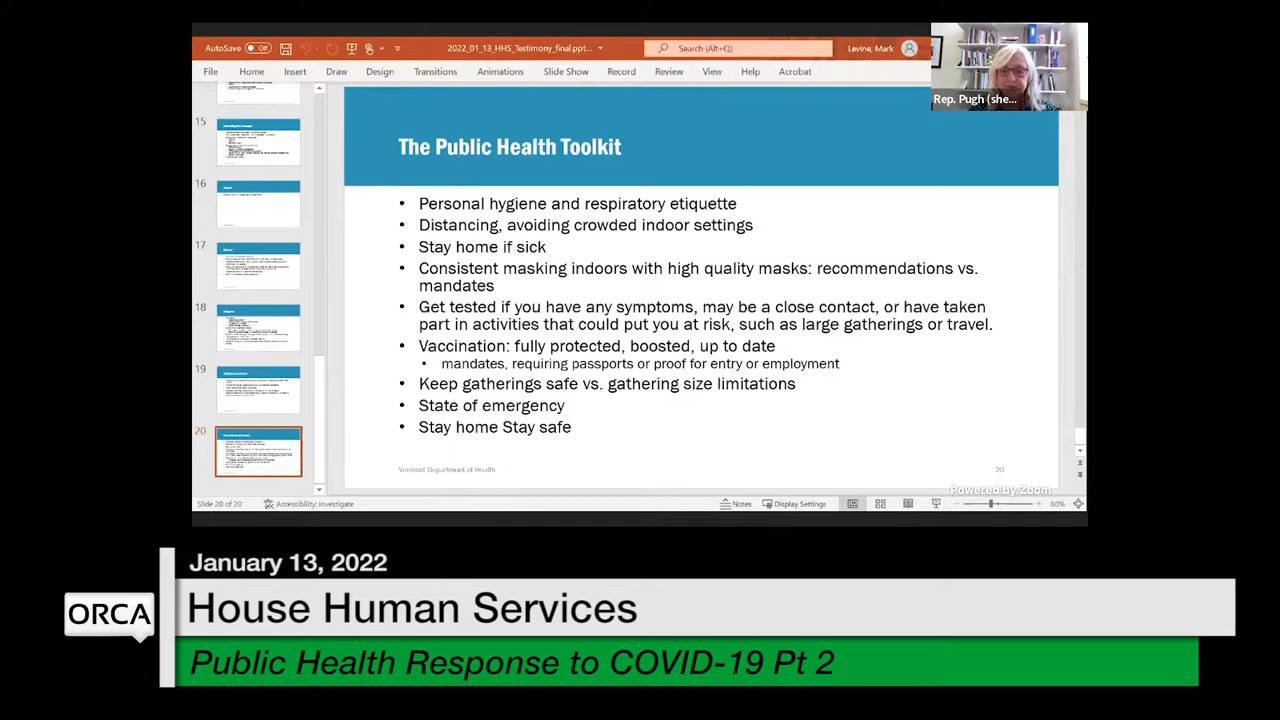 AutoSave Off 2022_01_13_HHS_Testimony_final.ppt... Search (Alt+Q) Levine, Mark
File Home Insert Draw Design Transitions Animations Slide Show Record Review View Help Acrobat
Rep. Pugh (she...
15
16
17
18
19
20
The Public Health Toolkit
• Personal hygiene and respiratory etiquette
• Distancing, avoiding crowded indoor settings
• Stay home if sick
• Consistent masking indoors with high quality masks: recommendations vs.
mandates
• Get tested if you have any symptoms, may be a close contact, or have taken
part in activities that could put you at risk, such as large gatherings or travel.
• Vaccination: fully protected, boosted, up to date
• mandates, requiring passports or proof for entry or employment
• Keep gatherings safe vs. gathering size limitations
• State of emergency
• Stay home Stay safe
Vermont Department of Health 20
Powered by Zoom
Slide 20 of 20 Accessibility: Investigate Notes Display Settings 80%
January 13, 2022
ORCA
House Human Services
Public Health Response to COVID-19 Pt 2